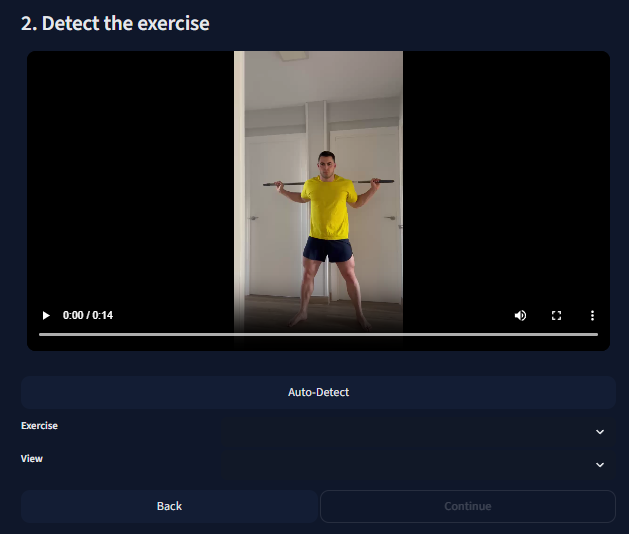 2. Detect the exercise
0:00 / 0:14
Auto-Detect
Exercise
View
Back
Continue